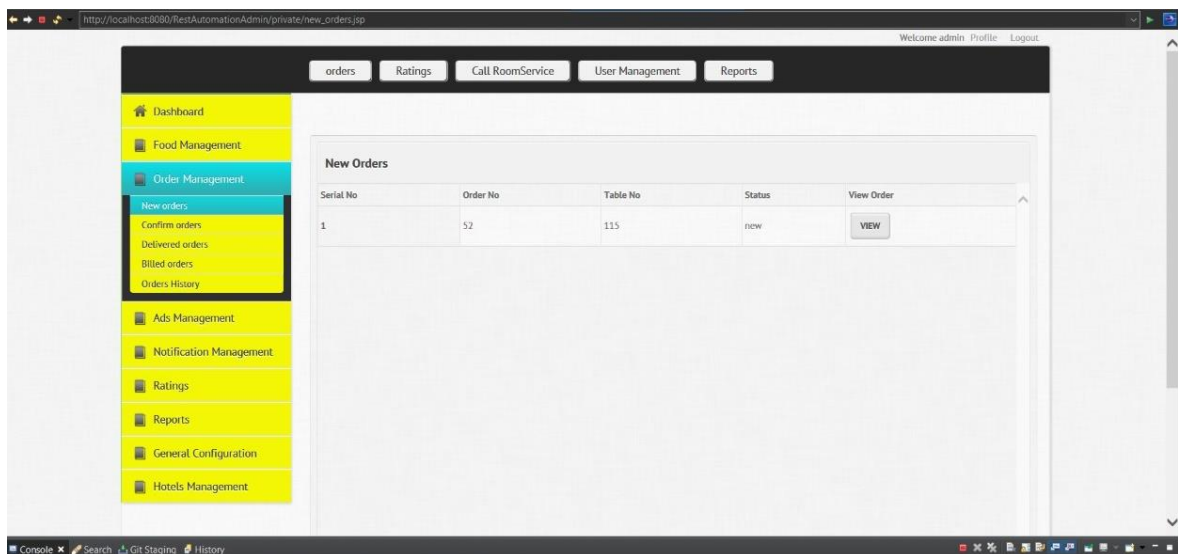 http://localhost:8080/RestAutomationAdmin/private/new_orders.jsp
Welcome admin Profile Logout
orders Ratings Call RoomService User Management Reports
Dashboard
Food Management
Order Management
New orders
Confirm orders
Delivered orders
Billed orders
Orders History
Ads Management
Notification Management
Ratings
Reports
General Configuration
Hotels Management
New Orders
Serial No Order No Table No Status View Order
1 52 115 new VIEW
Console Search Git Staging History